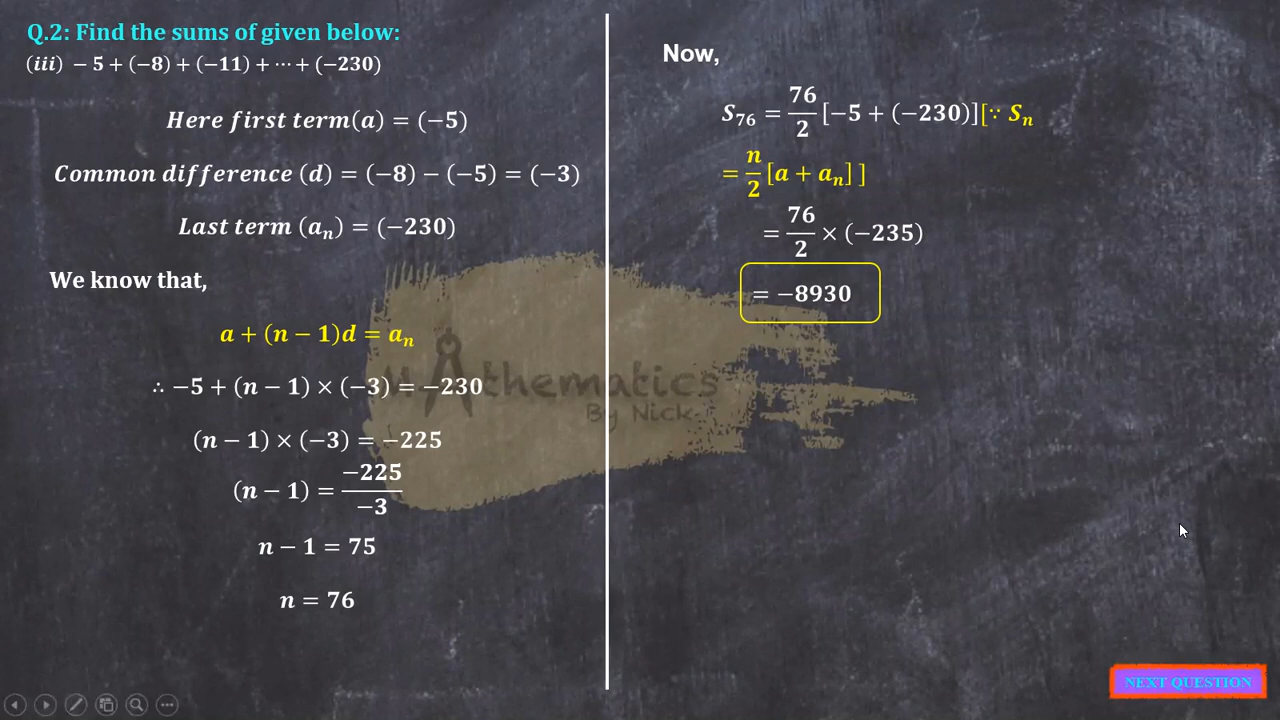 Q.2: Find the sums of given below:
(iii) − 5 + (−8) + (−11) + ⋯ + (−230)
Here first term(a) = (−5)
Common difference (d) = (−8) − (−5) = (−3)
Last term (aₙ) = (−230)
We know that,
a + (n − 1)d = aₙ
∴ −5 + (n − 1) × (−3) = −230
(n − 1) × (−3) = −225
(n − 1) = −225/−3
n − 1 = 75
n = 76
Now,
S₇₆ = 76/2 [−5 + (−230)][∵ Sₙ
= n/2 [a + aₙ] ]
= 76/2 × (−235)
= −8930
Mathematics
By Nick
NEXT QUESTION